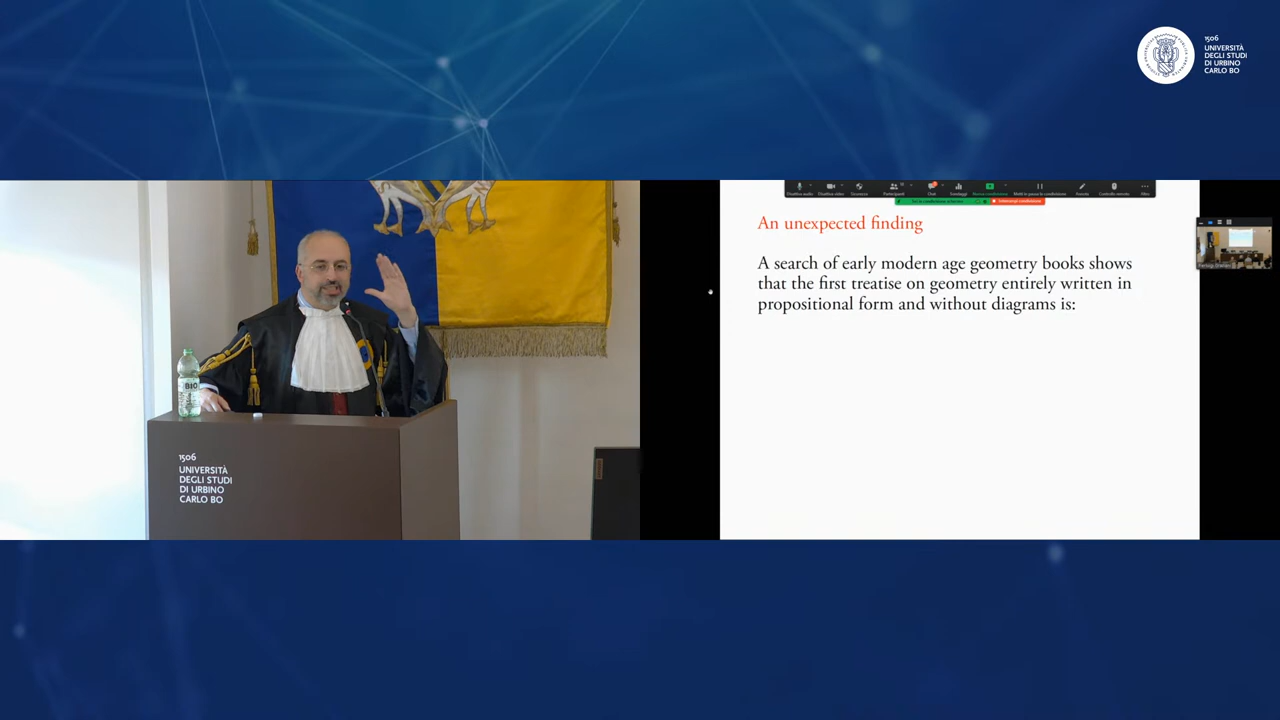 1506
UNIVERSITÀ
DEGLI STUDI
DI URBINO
CARLO BO
An unexpected finding
A search of early modern age geometry books shows
that the first treatise on geometry entirely written in
propositional form and without diagrams is:
BIO
1506
UNIVERSITÀ
DEGLI STUDI
DI URBINO
CARLO BO